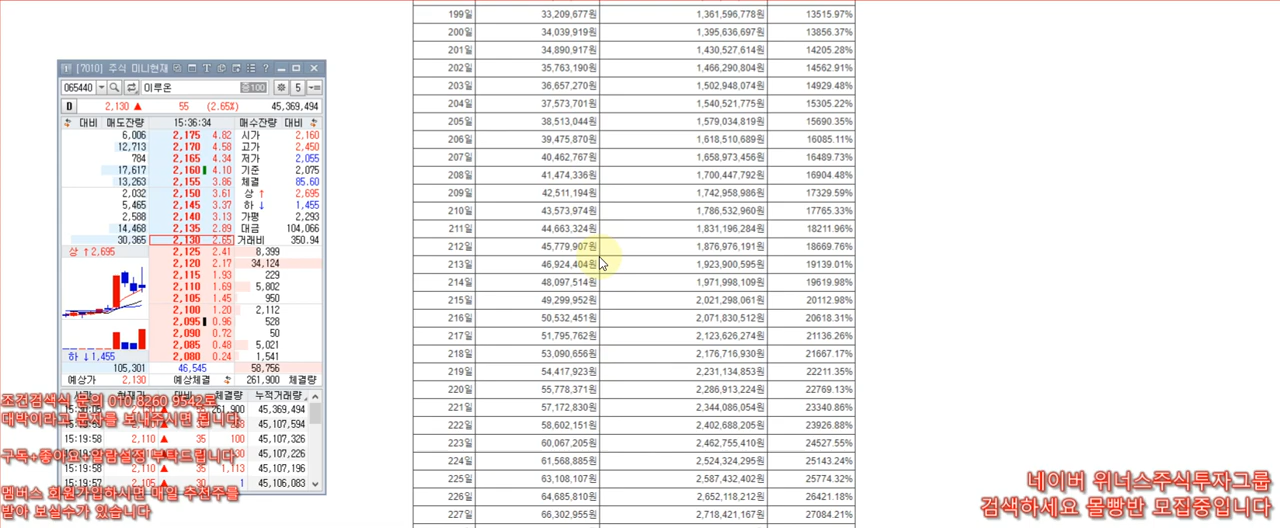 [7010] 주식 미니현재
065440 이루온 증100 5
D 2,130 ▲ 55 (2.65%) 45,369,494
대비 매도잔량 15:36:34 매수잔량 대비
6,006 2,175 4.82 시가 2,160
12,713 2,170 4.58 고가 2,450
784 2,165 4.34 저가 2,055
17,617 2,160 4.10 기준 2,075
13,263 2,155 3.86 체결 85.60
2,032 2,150 3.61 상 ↑ 2,695
5,465 2,145 3.37 하 ↓ 1,455
2,588 2,140 3.13 가평 2,293
14,468 2,135 2.89 대금 104,066
30,365 2,130 2.65 거래비 350.94
상 ↑ 2,695 2,125 2.41 8,399
2,120 2.17 34,124
2,115 1.93 229
2,110 1.69 5,802
2,105 1.45 950
2,100 1.20 2,112
2,095 0.96 528
2,090 0.72 50
2,085 0.48 5,021
하 ↓ 1,455 2,080 0.24 1,541
105,301 46,545 58,756
예상가 2,130 예상체결 261,900 체결량
체결량 누적거래량
261,900 45,369,494
15:19:58 45,107,594
15:19:58 2,110 ▲ 35 100 45,107,326
15:19:58 45,107,226
15:19:58 2,105 ▲ 1,113 45,107,196
15:19:57 45,106,083
조건검색식 문의 010 8260 9542로
대박이라고 문자를 보내주시면 됩니다
구독+좋아요+알람설정 부탁드립니다
멤버스 회원가입하시면 매일 추천주를
받아 보실수가 있습니다
199일 33,209,677원 1,361,596,778원 13515.97%
200일 34,039,919원 1,395,636,697원 13856.37%
201일 34,890,917원 1,430,527,614원 14205.28%
202일 35,763,190원 1,466,290,804원 14562.91%
203일 36,657,270원 1,502,948,074원 14929.48%
204일 37,573,701원 1,540,521,775원 15305.22%
205일 38,513,044원 1,579,034,819원 15690.35%
206일 39,475,870원 1,618,510,689원 16085.11%
207일 40,462,767원 1,658,973,456원 16489.73%
208일 41,474,336원 1,700,447,792원 16904.48%
209일 42,511,194원 1,742,958,986원 17329.59%
210일 43,573,974원 1,786,532,960원 17765.33%
211일 44,663,324원 1,831,196,284원 18211.96%
212일 45,779,907원 1,876,976,191원 18669.76%
213일 46,924,404원 1,923,900,595원 19139.01%
214일 48,097,514원 1,971,998,109원 19619.98%
215일 49,299,952원 2,021,298,061원 20112.98%
216일 50,532,451원 2,071,830,512원 20618.31%
217일 51,795,762원 2,123,626,274원 21136.26%
218일 53,090,656원 2,176,716,930원 21667.17%
219일 54,417,923원 2,231,134,853원 22211.35%
220일 55,778,371원 2,286,913,224원 22769.13%
221일 57,172,830원 2,344,086,054원 23340.86%
222일 58,602,151원 2,402,688,205원 23926.88%
223일 60,067,205원 2,462,755,410원 24527.55%
224일 61,568,885원 2,524,324,295원 25143.24%
225일 63,108,107원 2,587,432,402원 25774.32%
226일 64,685,810원 2,652,118,212원 26421.18%
227일 66,302,955원 2,718,421,167원 27084.21%
네이버 위너스주식투자그룹
검색하세요 몰빵반 모집중입니다